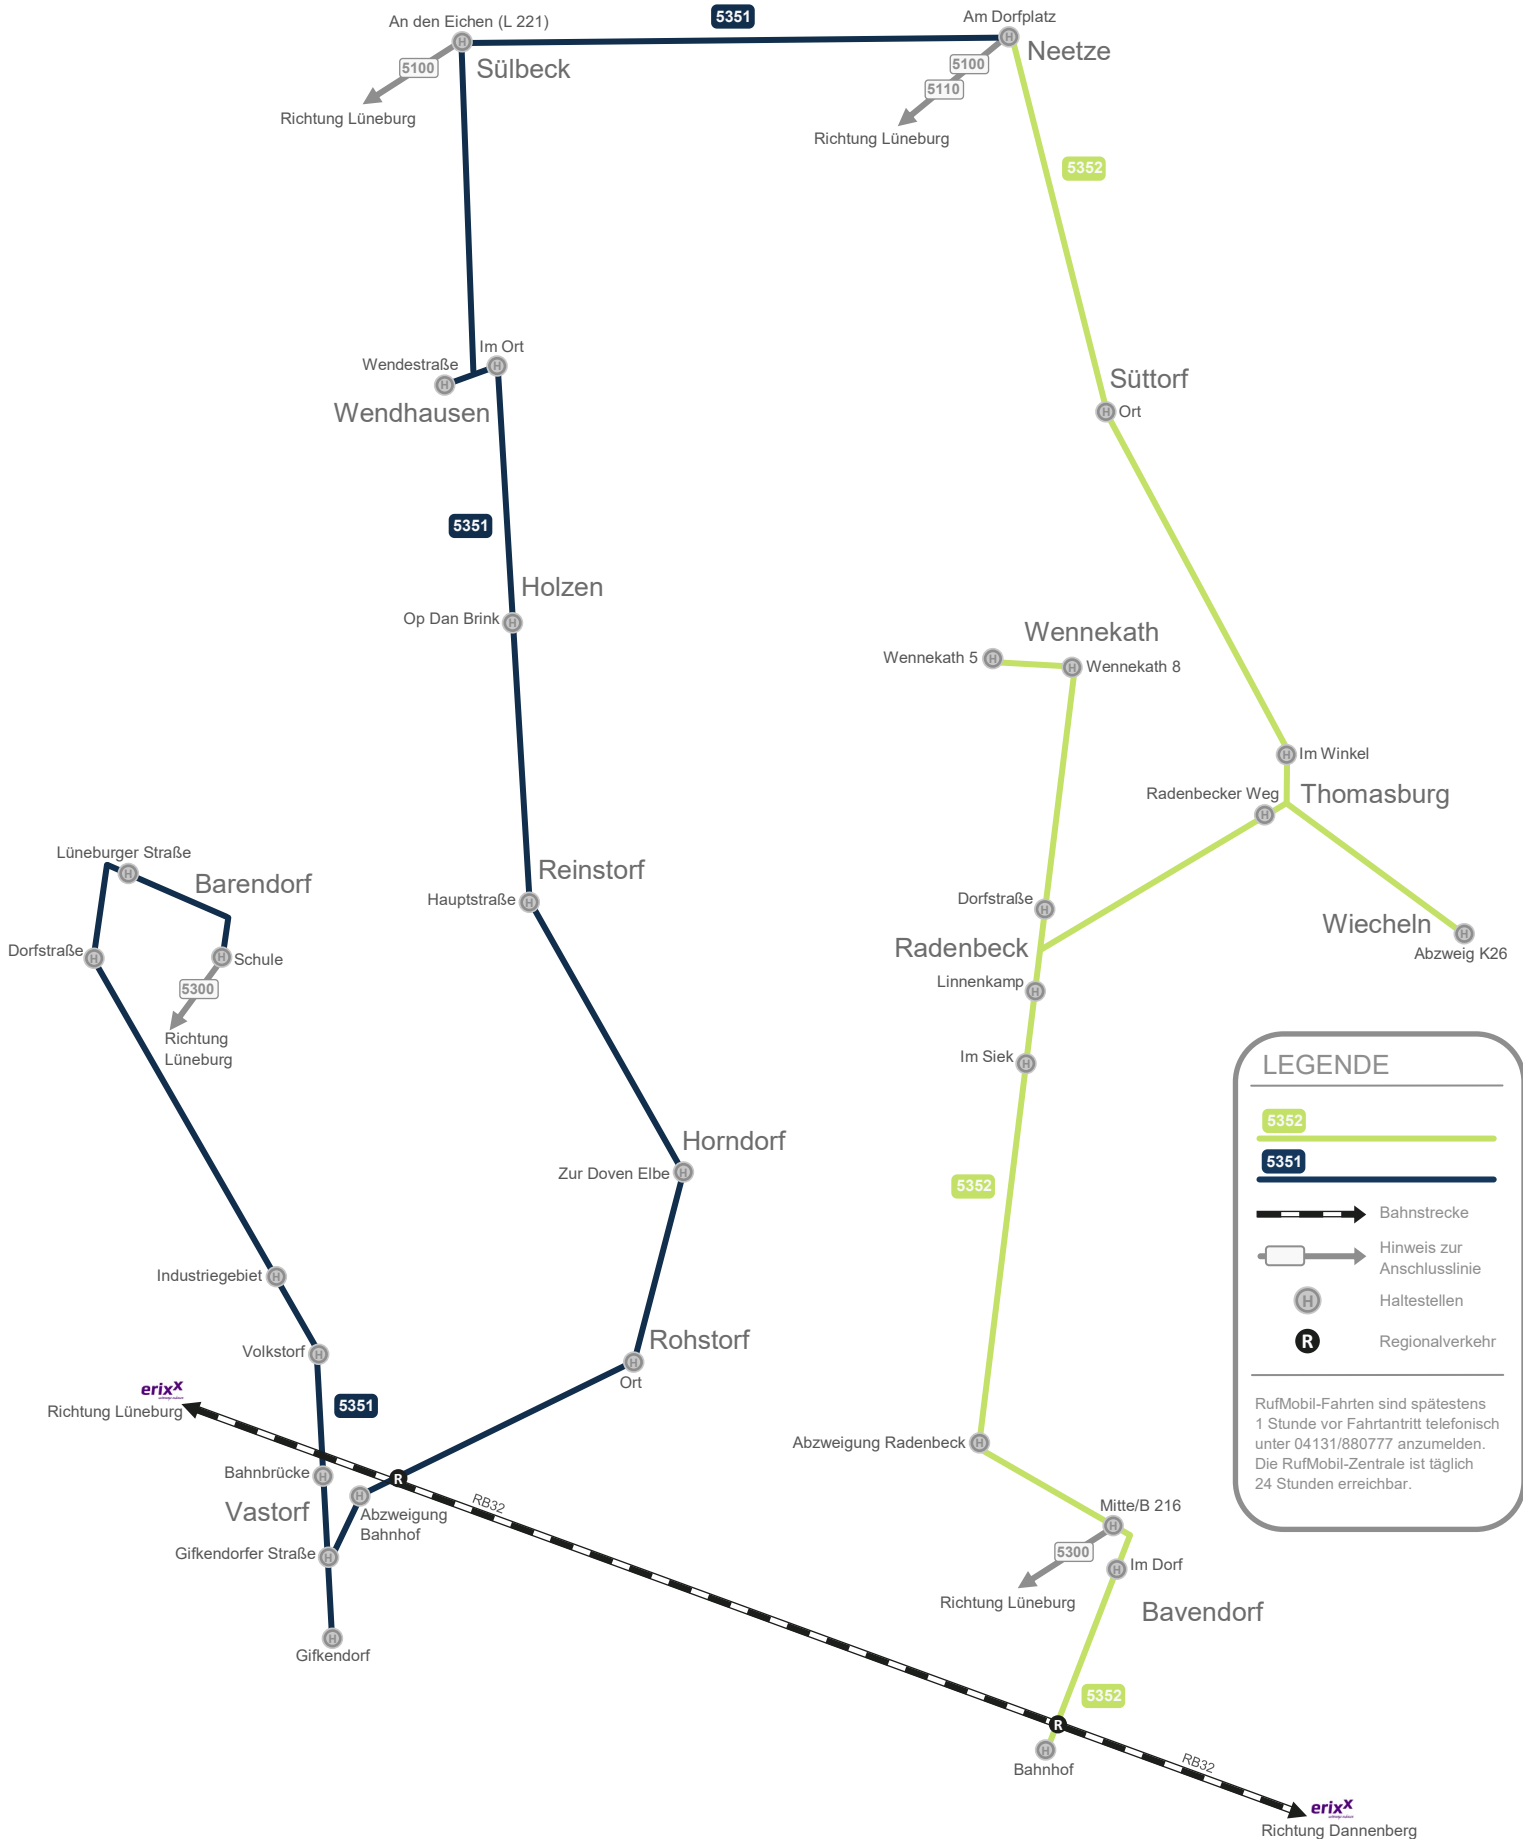 5351
An den Eichen (L 221)
Am Dorfplatz
Sülbeck
Neetze
5100
Richtung Lüneburg
5100
5110
Richtung Lüneburg
5352
Im Ort
Wendestraße
Wendhausen
Süttorf
Ort
5351
Holzen
Op Dan Brink
Wennekath
Wennekath 5
Wennekath 8
Im Winkel
Radenbecker Weg
Thomasburg
Lüneburger Straße
Barendorf
Reinstorf
Hauptstraße
Dorfstraße
Schule
5300
Richtung
Lüneburg
Dorfstraße
Radenbeck
Linnenkamp
Im Siek
Wiecheln
Abzweig K26
Horndorf
Zur Doven Elbe
5352
Industriegebiet
Volkstorf
Rohstorf
Ort
erixx
Richtung Lüneburg
5351
Bahnbrücke
R
RB32
Vastorf
Abzweigung
Bahnhof
Gifkendorfer Straße
Gifkendorf
Abzweigung Radenbeck
Mitte/B 216
5300
Richtung Lüneburg
Im Dorf
Bavendorf
5352
R
Bahnhof
RB32
erixx
Richtung Dannenberg
LEGENDE
5352
5351
Bahnstrecke
Hinweis zur
Anschlusslinie
H
Haltestellen
R
Regionalverkehr
RufMobil-Fahrten sind spätestens
1 Stunde vor Fahrtantritt telefonisch
unter 04131/880777 anzumelden.
Die RufMobil-Zentrale ist täglich
24 Stunden erreichbar.